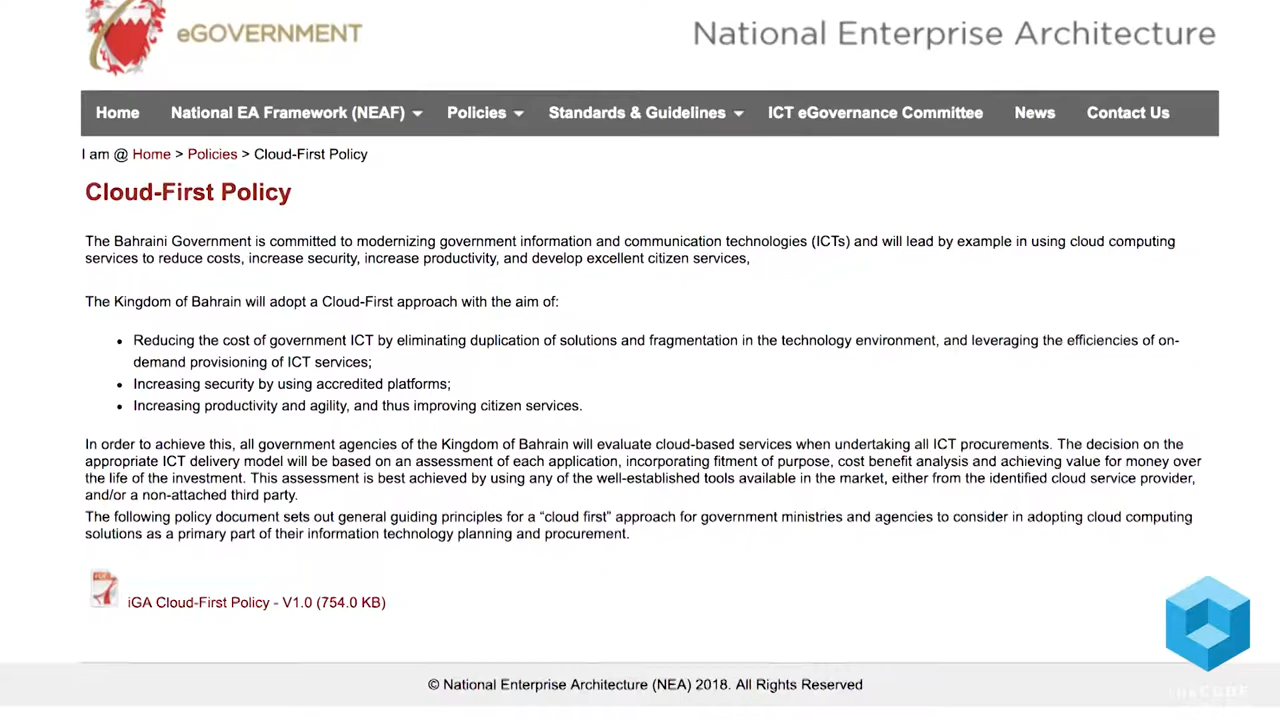 eGOVERNMENT
National Enterprise Architecture
Home National EA Framework (NEAF) Policies Standards & Guidelines ICT eGovernance Committee News Contact Us
I am @ Home > Policies > Cloud-First Policy
Cloud-First Policy
The Bahraini Government is committed to modernizing government information and communication technologies (ICTs) and will lead by example in using cloud computing
services to reduce costs, increase security, increase productivity, and develop excellent citizen services,
The Kingdom of Bahrain will adopt a Cloud-First approach with the aim of:
• Reducing the cost of government ICT by eliminating duplication of solutions and fragmentation in the technology environment, and leveraging the efficiencies of on-
demand provisioning of ICT services;
• Increasing security by using accredited platforms;
• Increasing productivity and agility, and thus improving citizen services.
In order to achieve this, all government agencies of the Kingdom of Bahrain will evaluate cloud-based services when undertaking all ICT procurements. The decision on the
appropriate ICT delivery model will be based on an assessment of each application, incorporating fitment of purpose, cost benefit analysis and achieving value for money over
the life of the investment. This assessment is best achieved by using any of the well-established tools available in the market, either from the identified cloud service provider,
and/or a non-attached third party.
The following policy document sets out general guiding principles for a “cloud first” approach for government ministries and agencies to consider in adopting cloud computing
solutions as a primary part of their information technology planning and procurement.
iGA Cloud-First Policy - V1.0 (754.0 KB)
© National Enterprise Architecture (NEA) 2018. All Rights Reserved
theCUBE